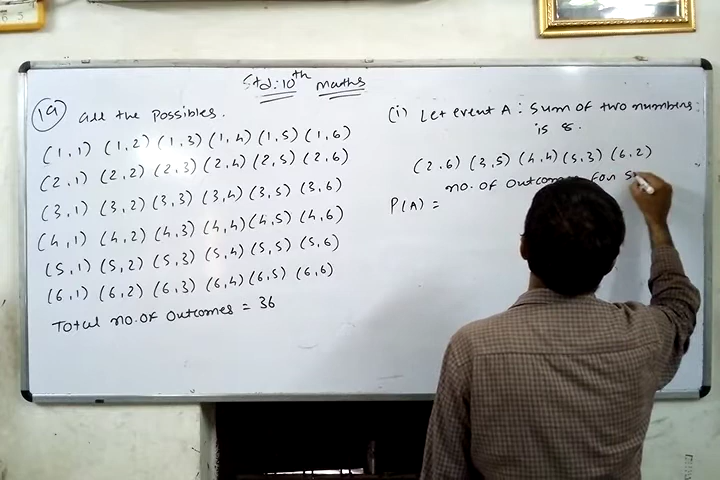 Std:10th maths
19 all the possibles.
(1,1) (1,2) (1,3) (1,4) (1,5) (1,6)
(2,1) (2,2) (2,3) (2,4) (2,5) (2,6)
(3,1) (3,2) (3,3) (3,4) (3,5) (3,6)
(4,1) (4,2) (4,3) (4,4) (4,5) (4,6)
(5,1) (5,2) (5,3) (5,4) (5,5) (5,6)
(6,1) (6,2) (6,3) (6,4) (6,5) (6,6)
Total no.of outcomes = 36
(i) Let event A : Sum of two numbers
is 8.
(2,6) (3,5) (4,4) (5,3) (6,2)
no. of outcomes for
P(A) =